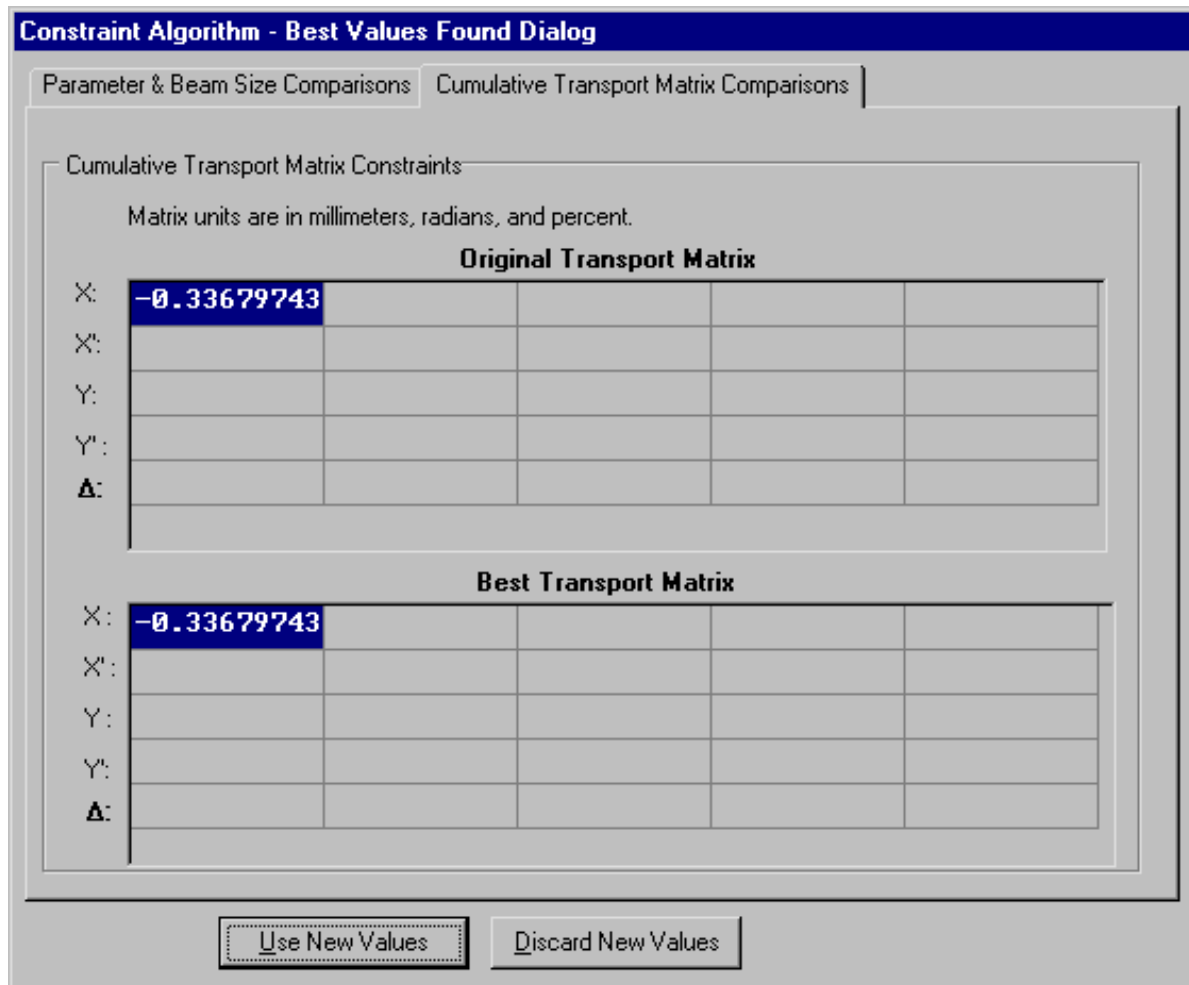 Constraint Algorithm - Best Values Found Dialog
Parameter & Beam Size Comparisons Cumulative Transport Matrix Comparisons
Cumulative Transport Matrix Constraints
Matrix units are in millimeters, radians, and percent.
Original Transport Matrix
X: -0.33679743
X':
Y:
Y' :
Δ:
Best Transport Matrix
X : -0.33679743
X' :
Y :
Y':
Δ:
Use New Values Discard New Values